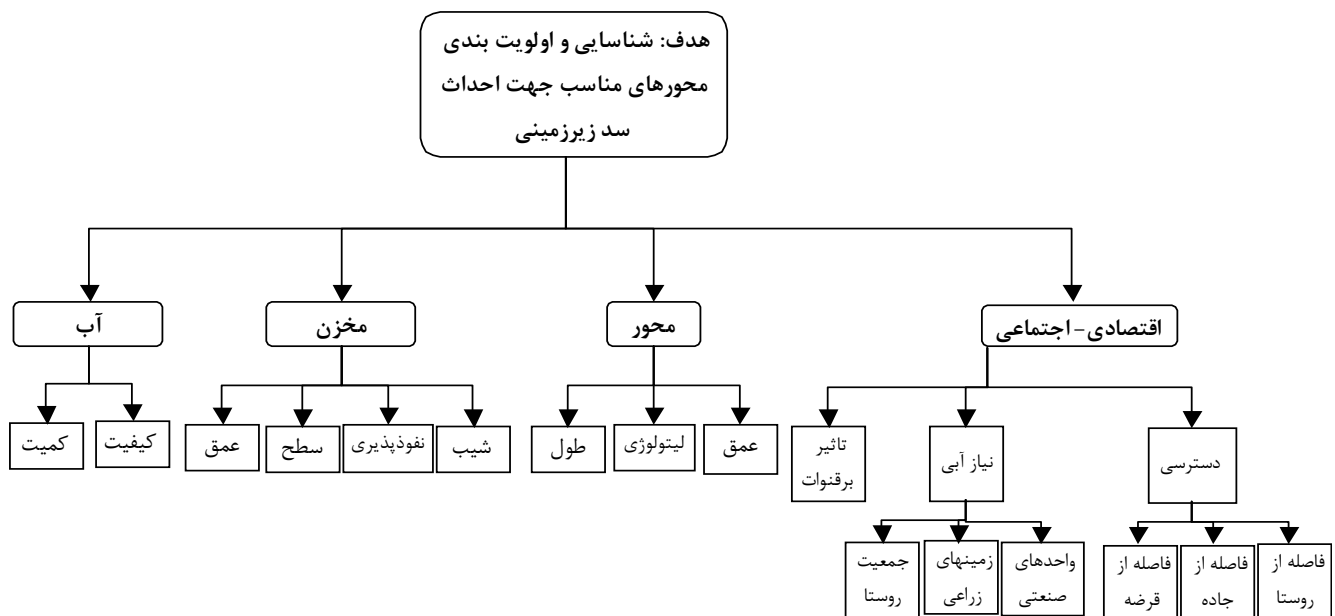 هدف: شناسایی و اولویت بندی
محورهای مناسب جهت احداث
سد زیرزمینی
اقتصادی-اجتماعی
محور
مخزن
آب
دسترسی
نیاز آبی
تاثیر
برقنوات
عمق
لیتولوژی
طول
شیب
نفوذپذیری
سطح
عمق
کیفیت
کمیت
فاصله از
روستا
فاصله از
جاده
فاصله از
قرضه
واحدهای
صنعتی
زمینهای
زراعی
جمعیت
روستا